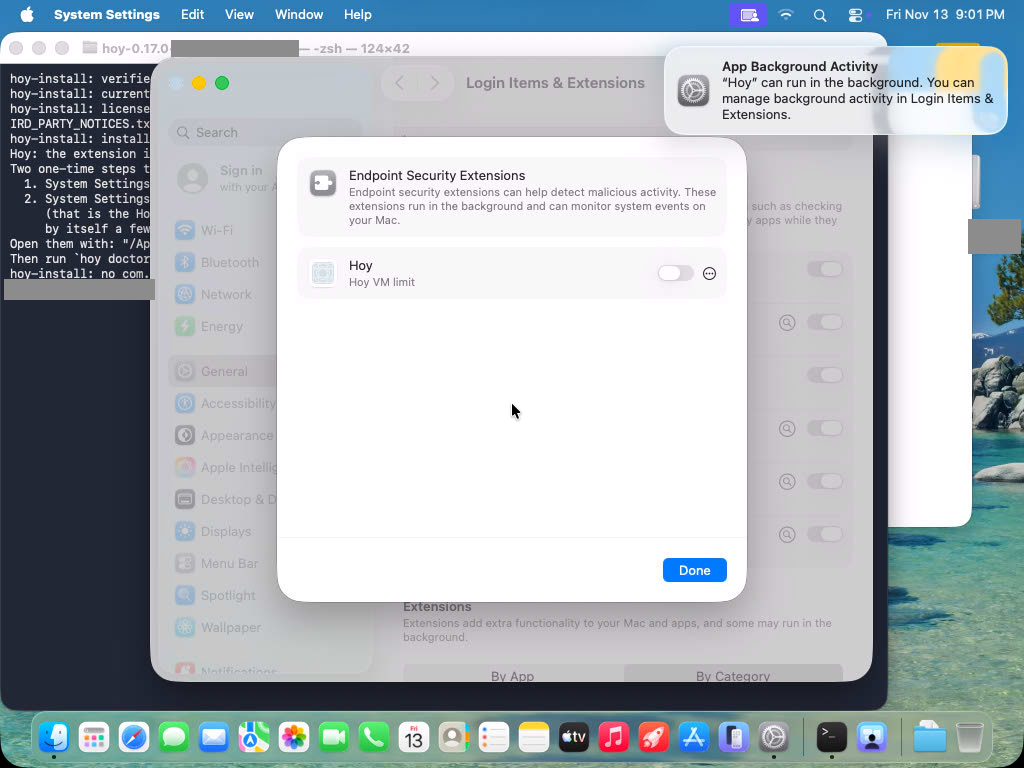 System Settings Edit View Window Help
Fri Nov 13 9:01 PM
hoy-0.17.0- — -zsh — 124×42
hoy-install: verifie
hoy-install: current
hoy-install: license
IRD_PARTY_NOTICES.tx
hoy-install: install
Hoy: the extension i
Two one-time steps t
1. System Settings
2. System Settings
(that is the Ho
by itself a few
Open them with: "/Ap
Then run `hoy doctor
hoy-install: no com.
Search
Sign in
with your A
Wi-Fi
Bluetooth
Network
Energy
General
Accessibility
Appearance
Apple Intellig
Desktop & D
Displays
Menu Bar
Spotlight
Wallpaper
Notifications
Login Items & Extensions
App Background Activity
“Hoy” can run in the background. You can
manage background activity in Login Items &
Extensions.
such as checking
y apps while they
Endpoint Security Extensions
Endpoint security extensions can help detect malicious activity. These
extensions run in the background and can monitor system events on
your Mac.
Hoy
Hoy VM limit
Done
Extensions
Extensions add extra functionality to your Mac and apps, and some may run in the
background.
By App
By Category
Fri
13
tv